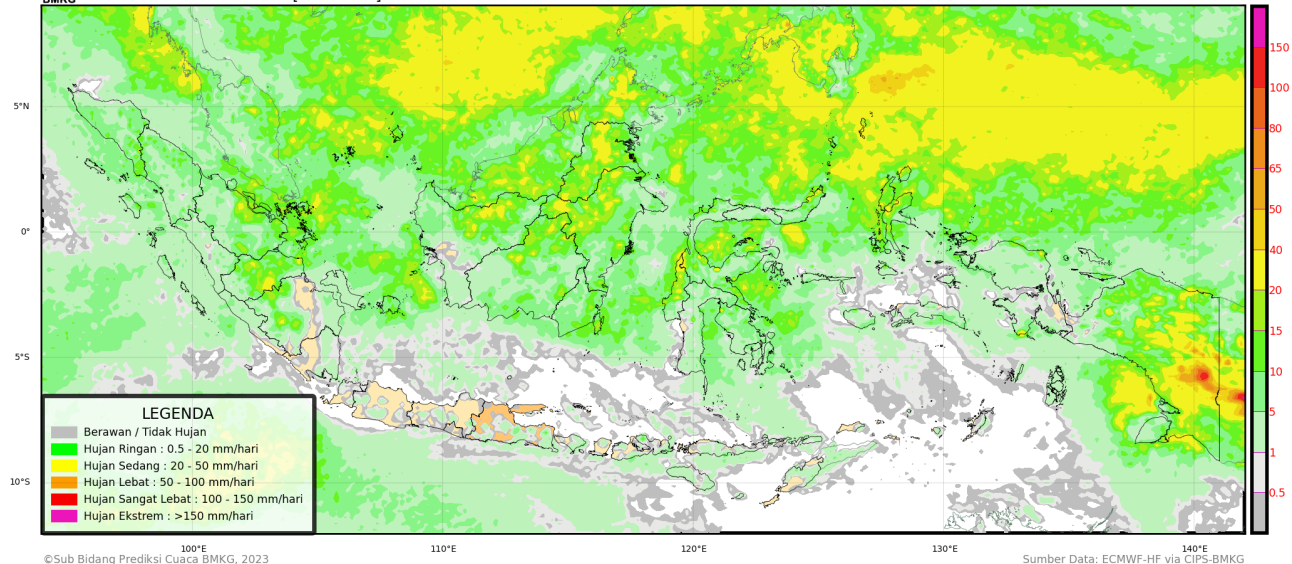 BMKG
5°N
0°
5°S
10°S
100°E
110°E
120°E
130°E
140°E
LEGENDA
Berawan / Tidak Hujan
Hujan Ringan : 0.5 - 20 mm/hari
Hujan Sedang : 20 - 50 mm/hari
Hujan Lebat : 50 - 100 mm/hari
Hujan Sangat Lebat : 100 - 150 mm/hari
Hujan Ekstrem : >150 mm/hari
150
100
80
65
50
40
20
15
10
5
1
0.5
©Sub Bidang Prediksi Cuaca BMKG, 2023
Sumber Data: ECMWF-HF via CIPS-BMKG